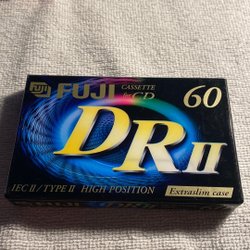 FUJI FUJI CASSETTE
for CD
60
DR II
IEC II / TYPE II HIGH POSITION
Extraslim case